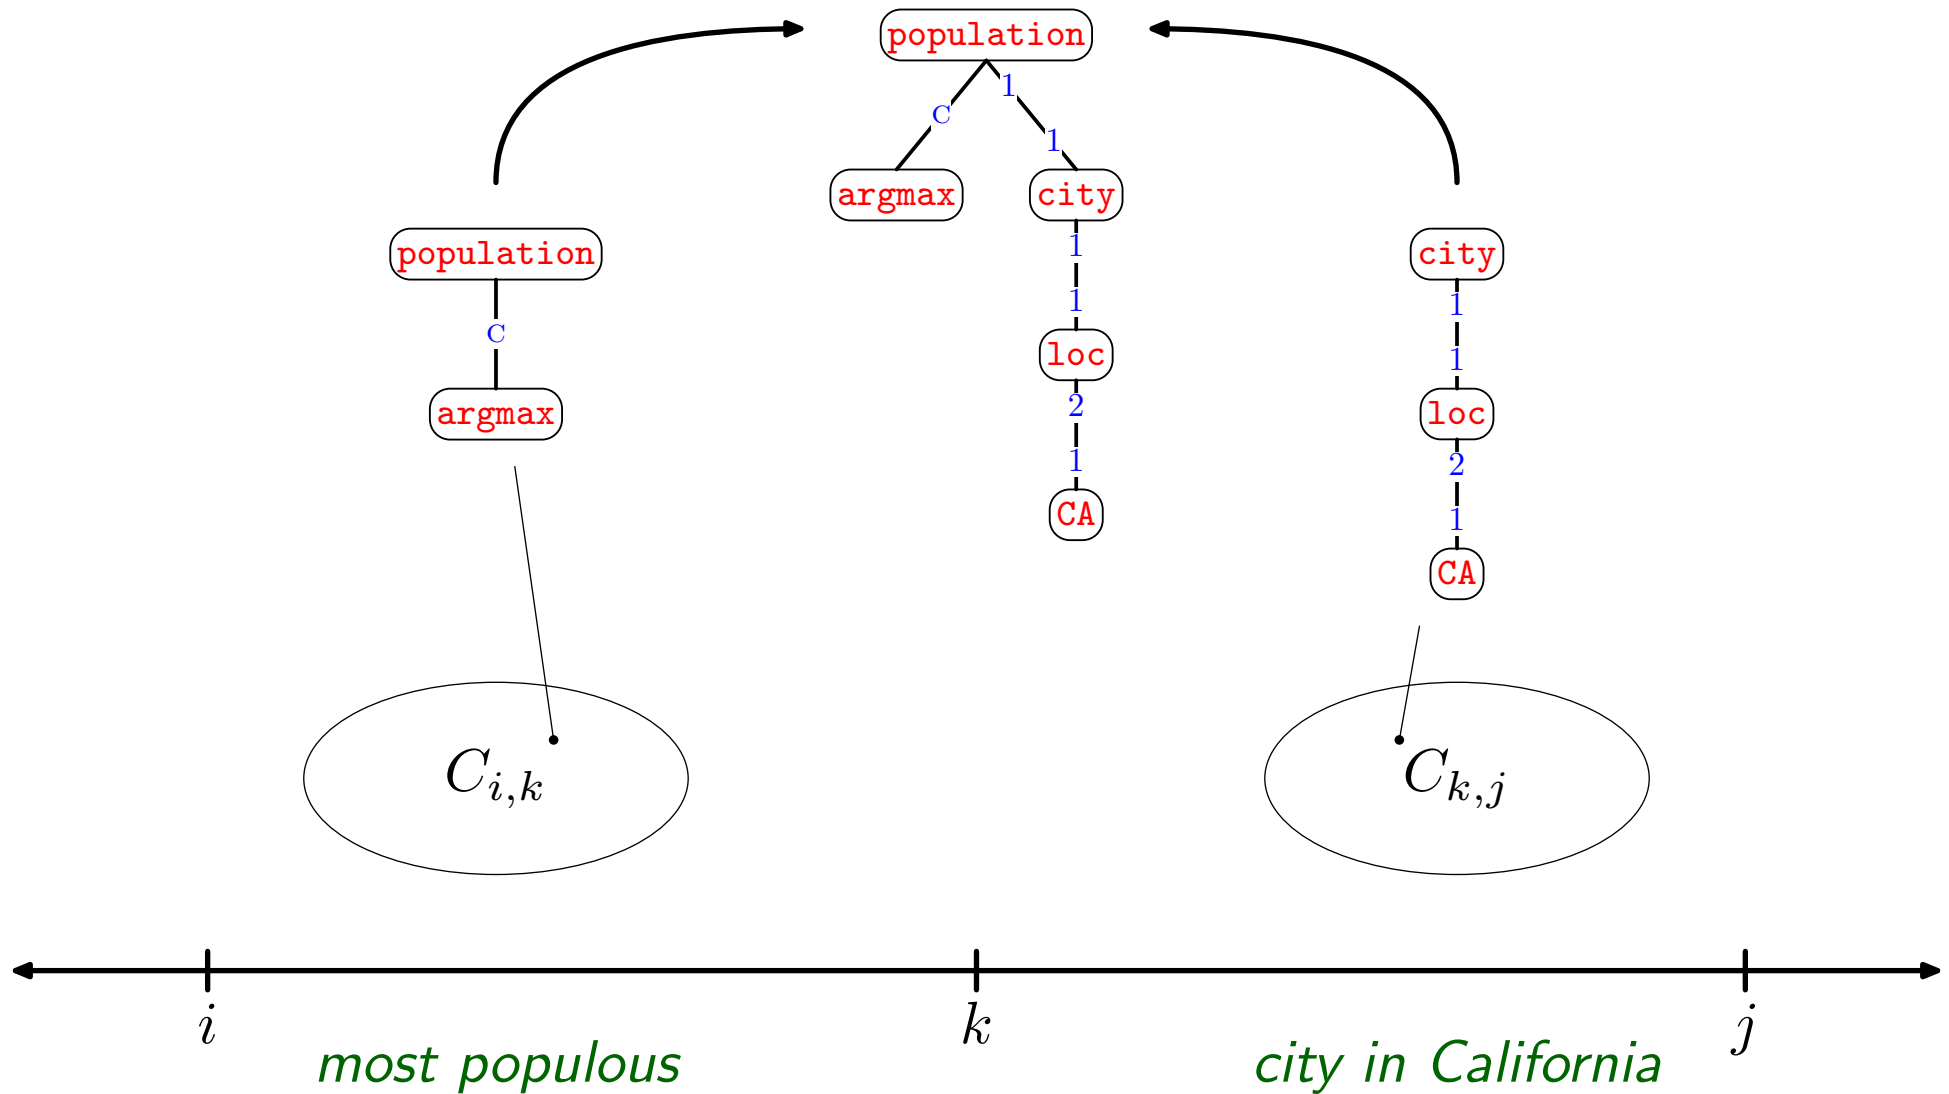 population
c
1
1
argmax
city
1
1
loc
2
1
CA
population
c
argmax
city
1
1
loc
2
1
CA
C_{i,k}
C_{k,j}
i
k
j
most populous
city in California